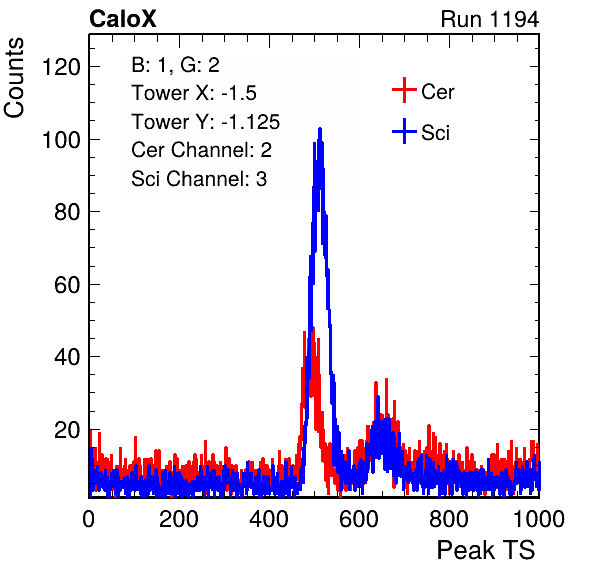 CaloX Run 1194
Counts
B: 1, G: 2
Tower X: -1.5
Tower Y: -1.125
Cer Channel: 2
Sci Channel: 3
Cer
Sci
120
100
80
60
40
20
0 200 400 600 800 1000
Peak TS